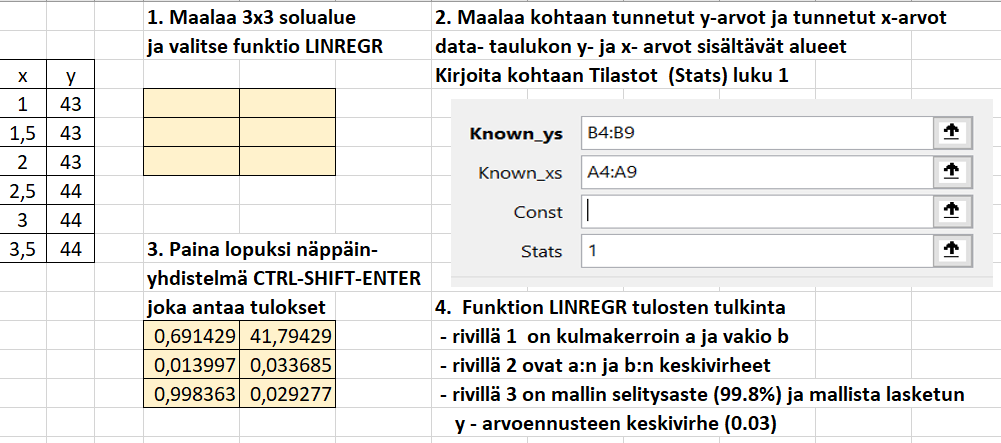 1. Maalaa 3x3 solualue
ja valitse funktio LINREGR
2. Maalaa kohtaan tunnetut y-arvot ja tunnetut x-arvot
data- taulukon y- ja x- arvot sisältävät alueet
Kirjoita kohtaan Tilastot (Stats) luku 1
x y
1 43
1,5 43
2 43
2,5 44
3 44
3,5 44
Known_ys B4:B9
Known_xs A4:A9
Const
Stats 1
3. Paina lopuksi näppäin-
yhdistelmä CTRL-SHIFT-ENTER
joka antaa tulokset
0,691429 41,79429
0,013997 0,033685
0,998363 0,029277
4. Funktion LINREGR tulosten tulkinta
- rivillä 1 on kulmakerroin a ja vakio b
- rivillä 2 ovat a:n ja b:n keskivirheet
- rivillä 3 on mallin selitysaste (99.8%) ja mallista lasketun
y - arvoennusteen keskivirhe (0.03)